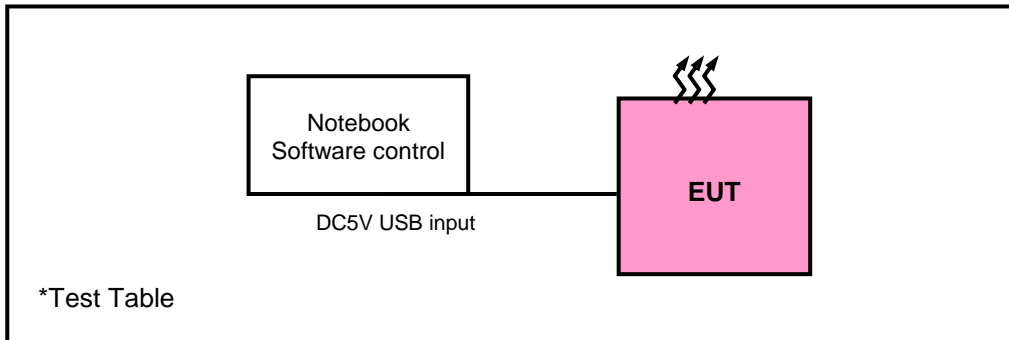 Notebook
Software control
EUT
DC5V USB input
*Test Table